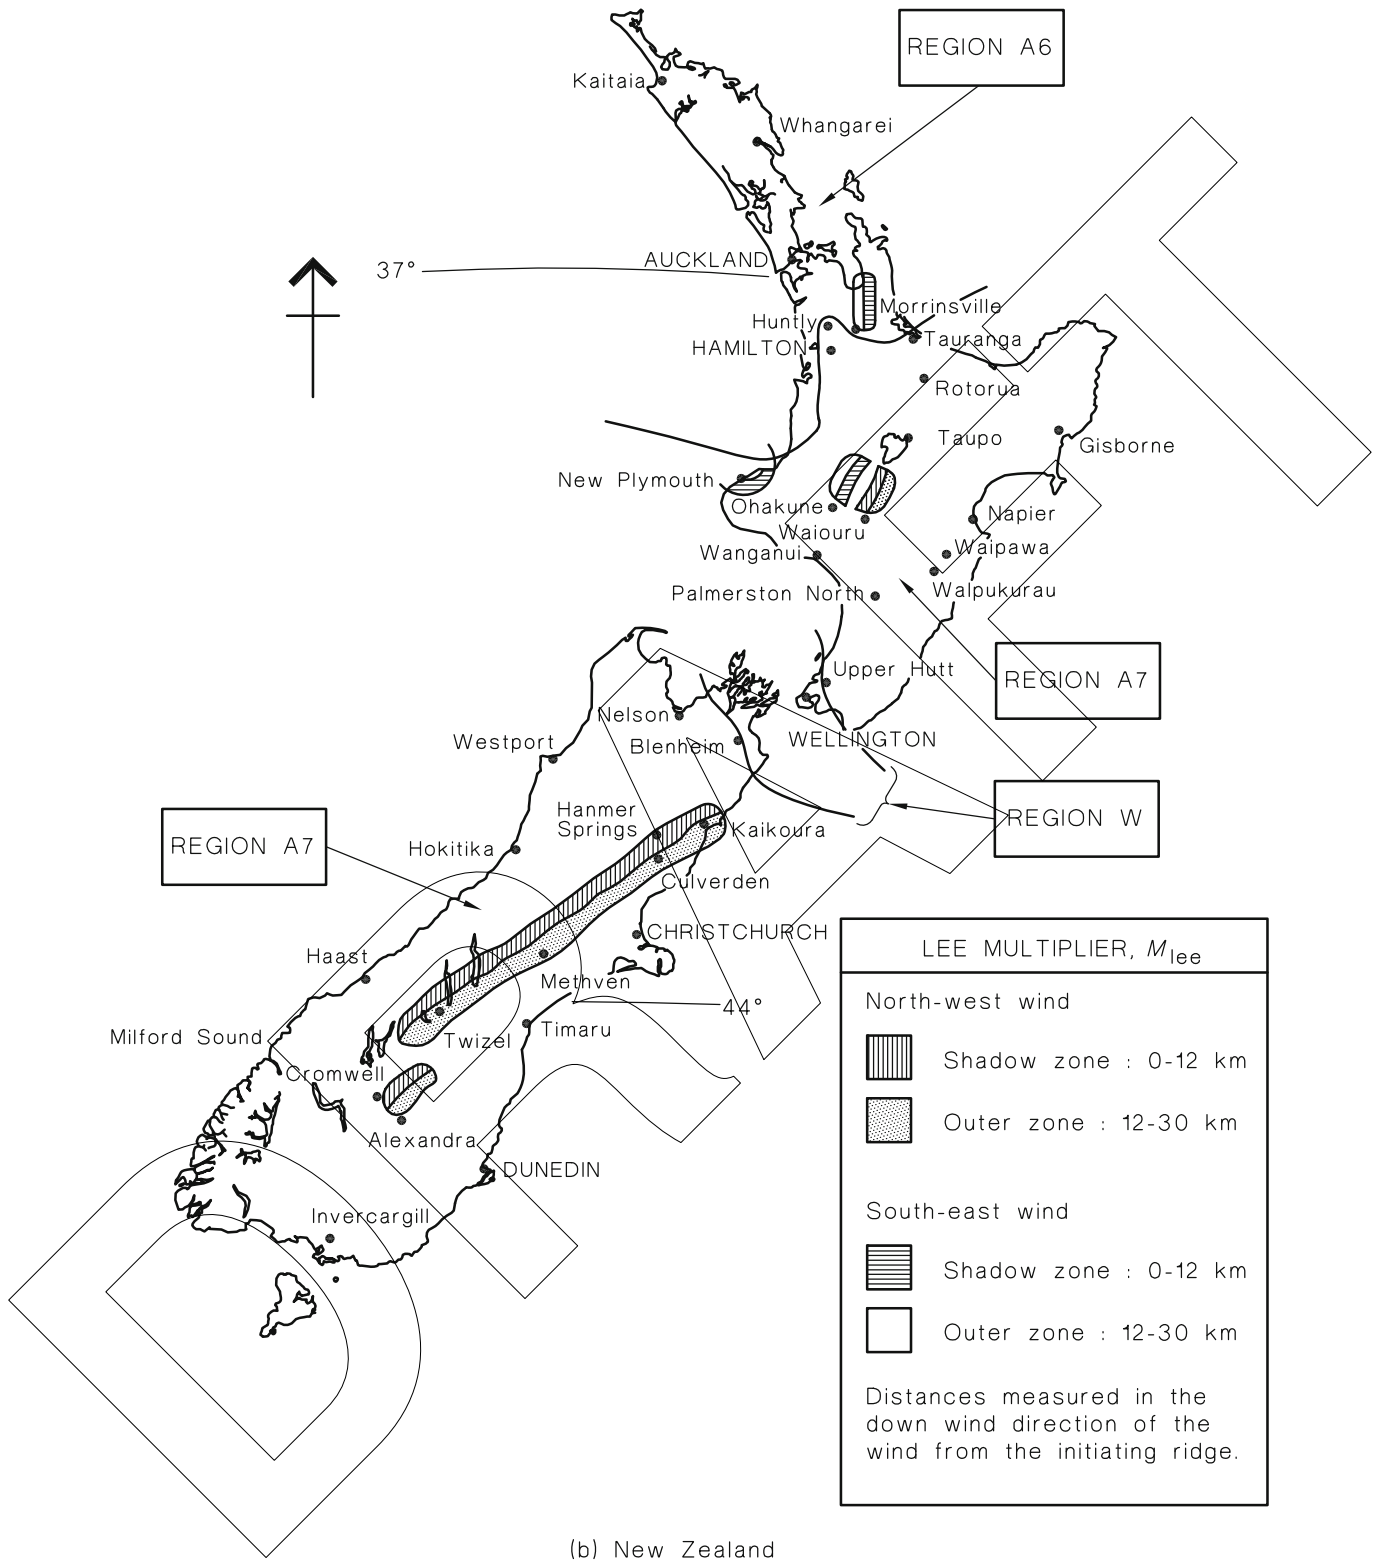 REGION A6
Kaitaia
Whangarei
AUCKLAND
37°
Morrinsville
Huntly
HAMILTON
Tauranga
Rotorua
Taupo
Gisborne
New Plymouth
Ohakune
Waiouru
Napier
Wanganui
Waipawa
Palmerston North
Walpukurau
Upper Hutt
REGION A7
Nelson
Westport
Blenheim
WELLINGTON
Hanmer
Springs
Kaikoura
REGION W
REGION A7
Hokitika
Culverden
CHRISTCHURCH
Haast
Methven
44°
Milford Sound
Twizel
Timaru
Cromwell
Alexandra
DUNEDIN
Invercargill
LEE MULTIPLIER, Mlee
North-west wind
Shadow zone : 0-12 km
Outer zone : 12-30 km
South-east wind
Shadow zone : 0-12 km
Outer zone : 12-30 km
Distances measured in the
down wind direction of the
wind from the initiating ridge.
DRAFT
(b) New Zealand